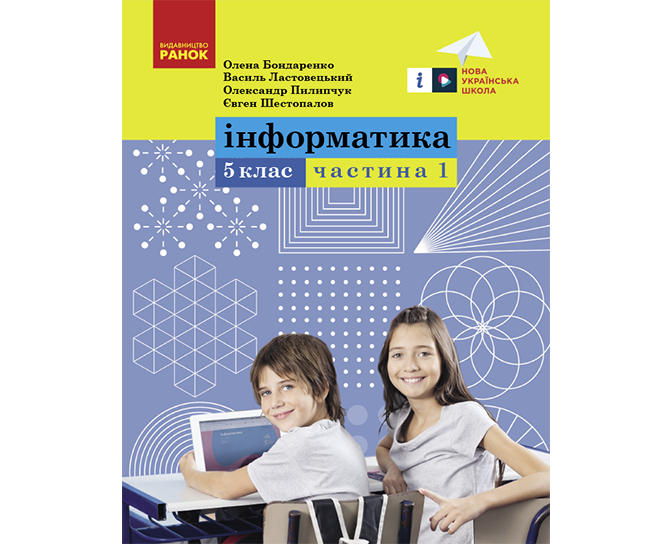 ВИДАВНИЦТВО
РАНОК
Олена Бондаренко
Василь Ластовецький
Олександр Пилипчук
Євген Шестопалов
i
НОВА
УКРАЇНСЬКА
ШКОЛА
інформатика
5 клас
частина 1